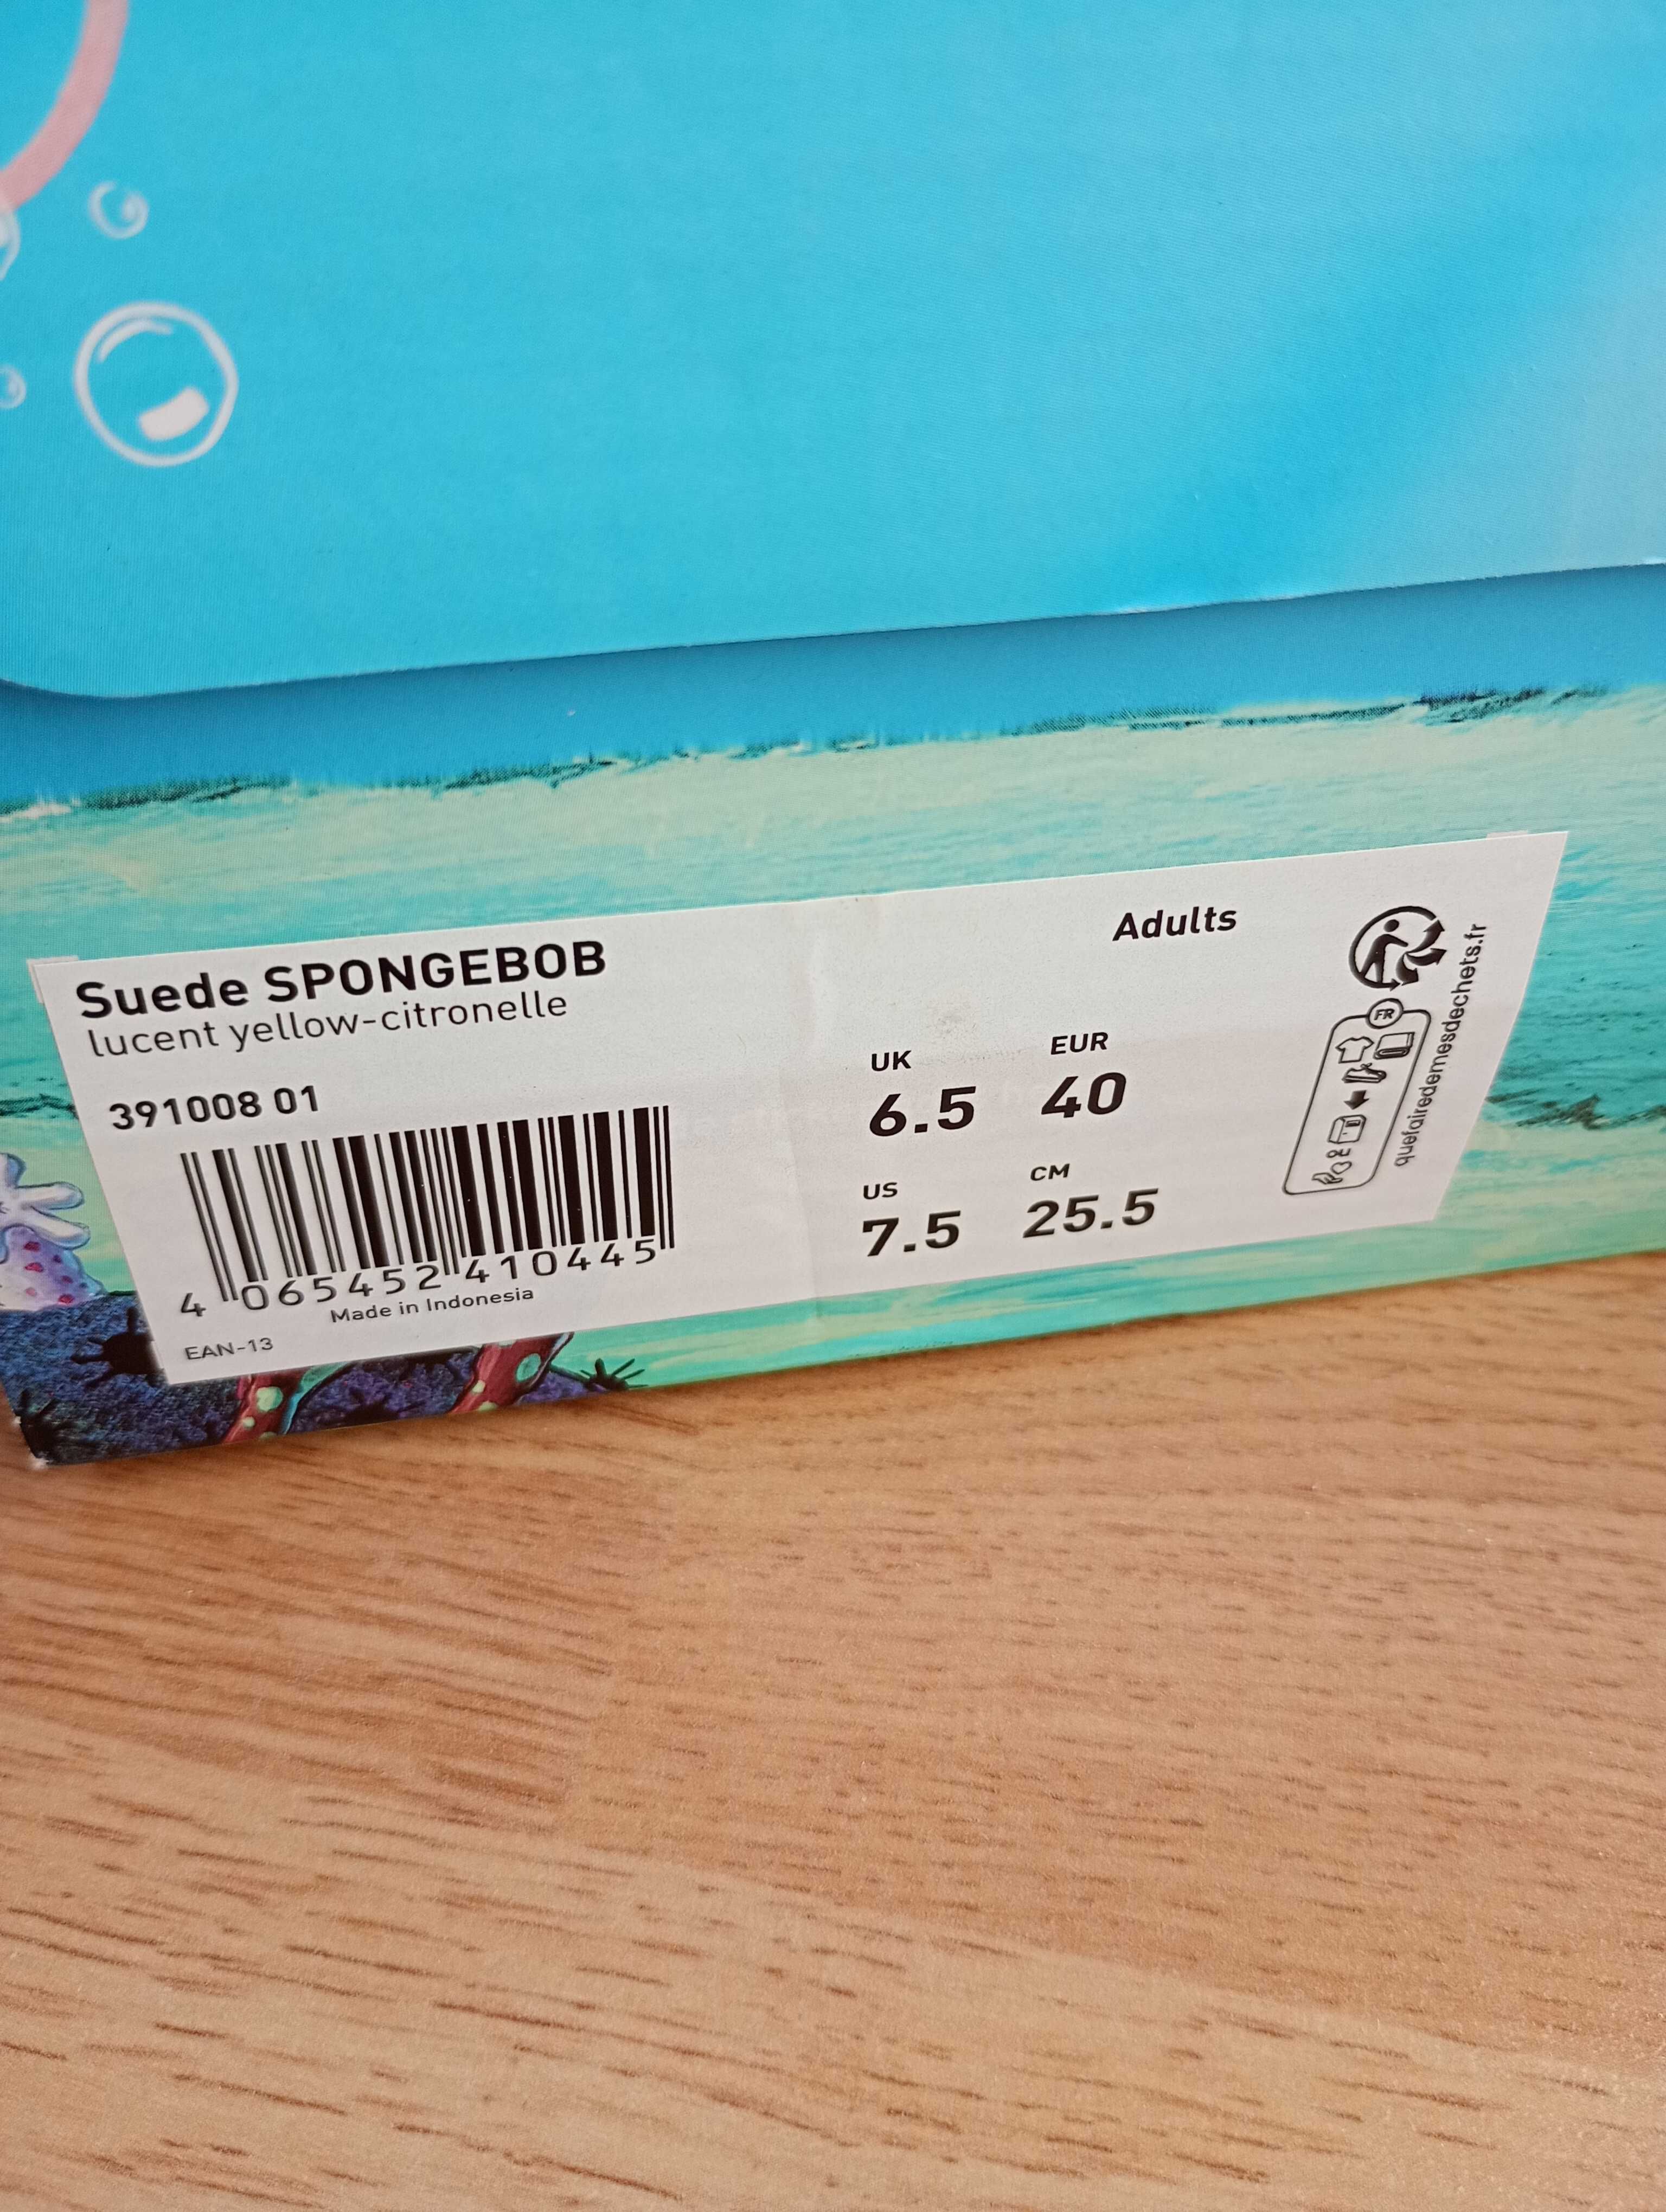 Suede SPONGEBOB
lucent yellow-citronelle
391008 01
4 065452 410445
Made in Indonesia
EAN-13
Adults
UK
6.5
EUR
40
US
7.5
CM
25.5
FR
quefairedemesdechets.fr